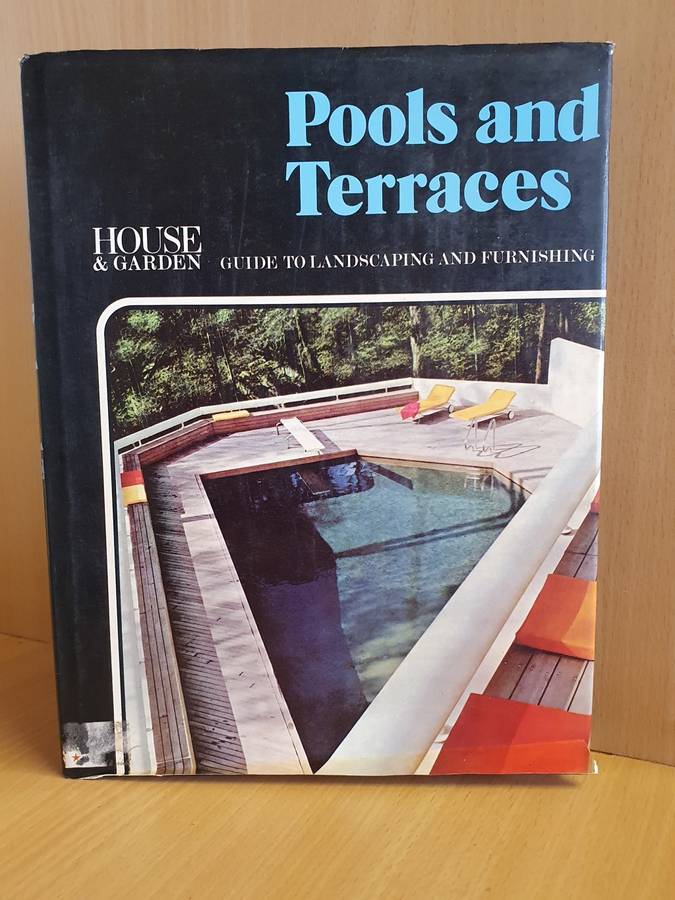 Pools and
Terraces
HOUSE
& GARDEN
GUIDE TO LANDSCAPING AND FURNISHING